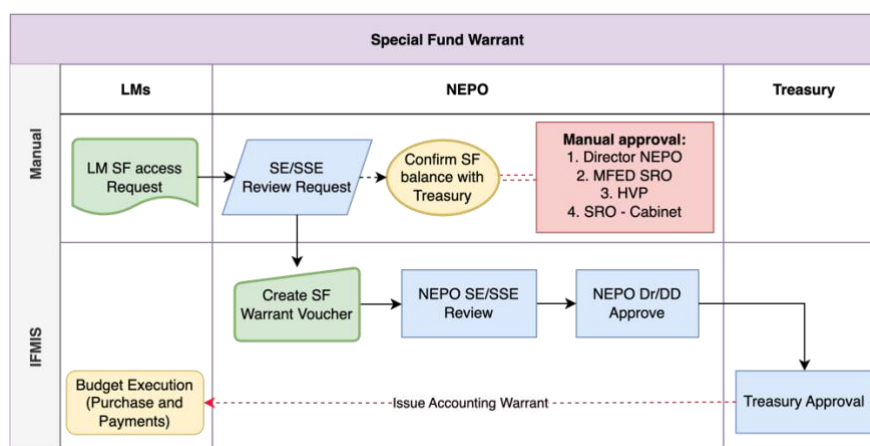 Special Fund Warrant
LMs
NEPO
Treasury
Manual
LM SF access
Request
SE/SSE
Review Request
Confirm SF
balance with
Treasury
Manual approval:
1. Director NEPO
2. MFED SRO
3. HVP
4. SRO - Cabinet
IFMIS
Create SF
Warrant Voucher
NEPO SE/SSE
Review
NEPO Dr/DD
Approve
Budget Execution
(Purchase and
Payments)
Issue Accounting Warrant
Treasury Approval